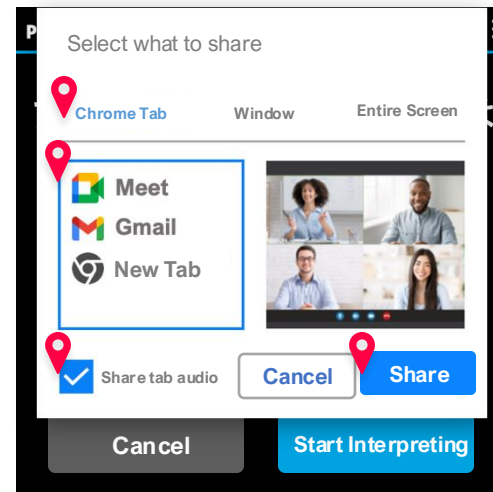 P
Select what to share
Chrome Tab Window Entire Screen
Meet
Gmail
New Tab
Share tab audio Cancel Share
Cancel Start Interpreting